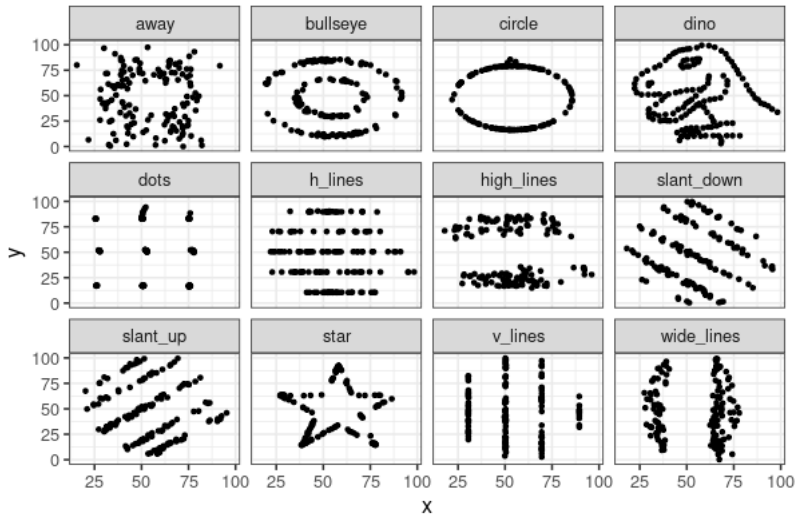 away bullseye circle dino
100
75
50
25
0
dots h_lines high_lines slant_down
100
75
50
25
0
slant_up star v_lines wide_lines
100
75
50
25
0
25 50 75 100 25 50 75 100 25 50 75 100 25 50 75 100
x
y